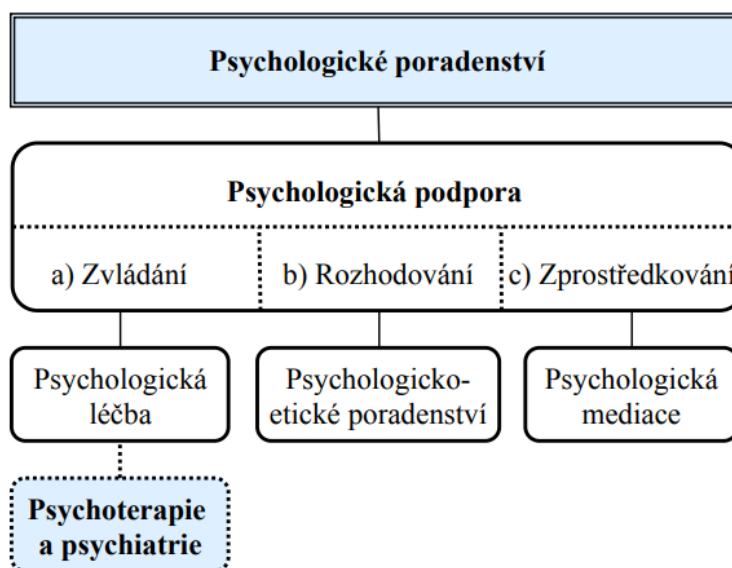 Psychologické poradenství
Psychologická podpora
a) Zvládání
b) Rozhodování
c) Zprostředkování
Psychologická
léčba
Psychologicko-
etické poradenství
Psychologická
mediace
Psychoterapie
a psychiatrie